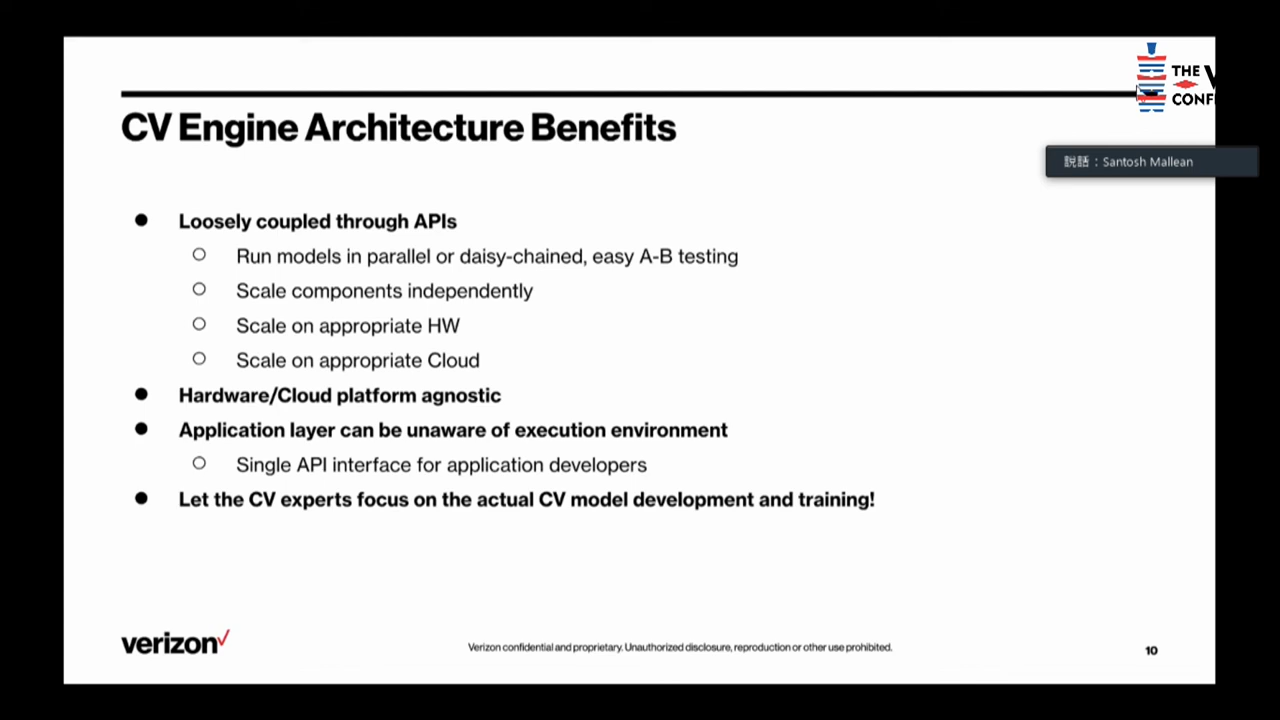 THE
CONF
CV Engine Architecture Benefits
說話：Santosh Mallean
● Loosely coupled through APIs
○ Run models in parallel or daisy-chained, easy A-B testing
○ Scale components independently
○ Scale on appropriate HW
○ Scale on appropriate Cloud
● Hardware/Cloud platform agnostic
● Application layer can be unaware of execution environment
○ Single API interface for application developers
● Let the CV experts focus on the actual CV model development and training!
verizon✓
Verizon confidential and proprietary. Unauthorized disclosure, reproduction or other use prohibited.
10